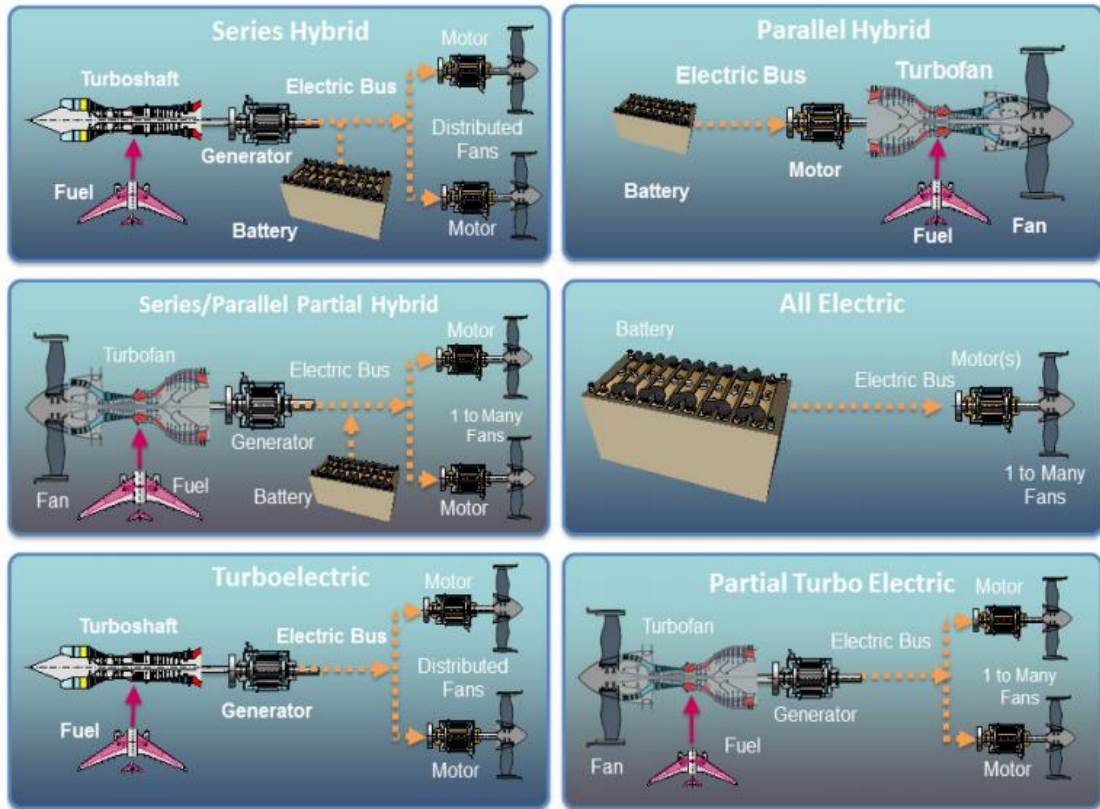 Series Hybrid
Motor
Turboshaft
Electric Bus
Generator
Distributed
Fans
Fuel
Battery
Motor
Parallel Hybrid
Electric Bus
Turbofan
Motor
Battery
Fuel
Fan
Series/Parallel Partial Hybrid
Motor
Turbofan
Electric Bus
Generator
1 to Many
Fans
Fan
Fuel
Battery
Motor
All Electric
Battery
Motor(s)
Electric Bus
1 to Many
Fans
Turboelectric
Motor
Turboshaft
Electric Bus
Distributed
Fans
Generator
Fuel
Motor
Partial Turbo Electric
Motor
Turbofan
Electric Bus
1 to Many
Fans
Generator
Fuel
Fan
Motor